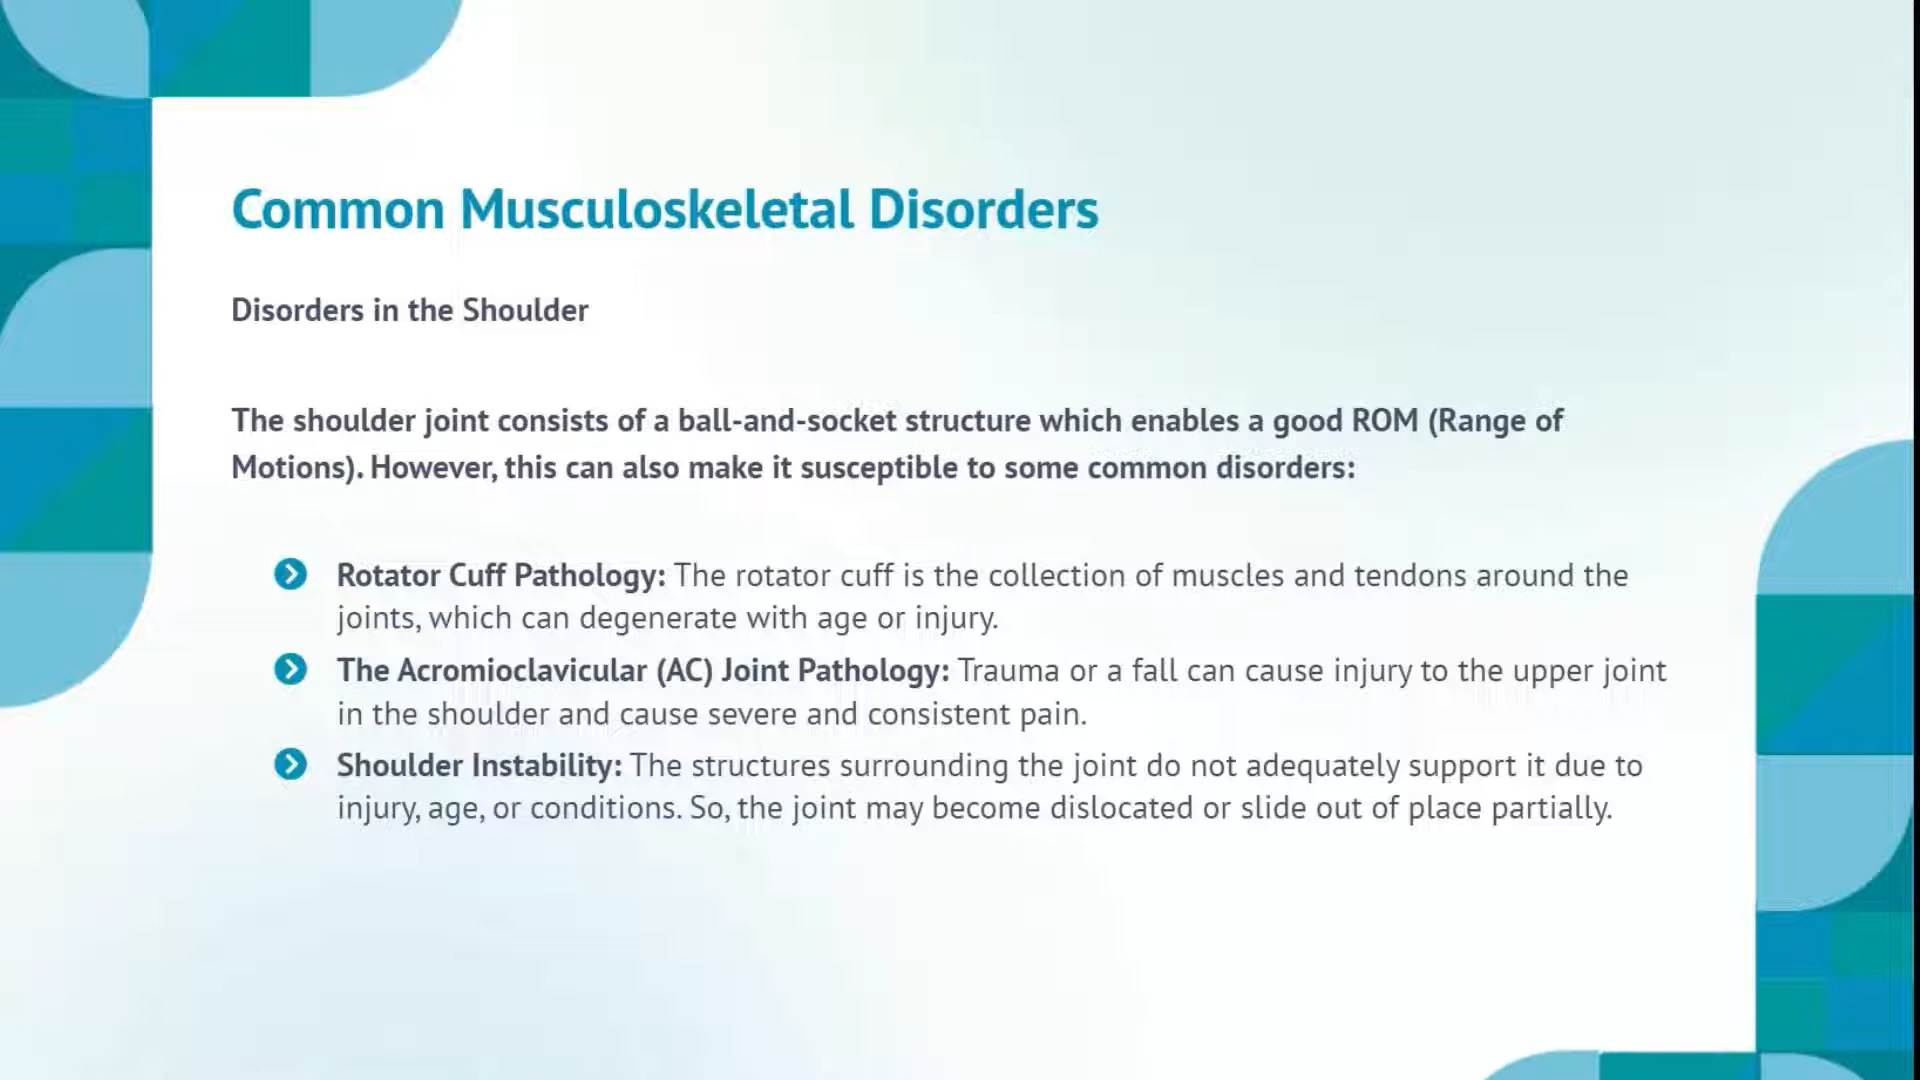 Common Musculoskeletal Disorders
Disorders in the Shoulder
The shoulder joint consists of a ball-and-socket structure which enables a good ROM (Range of
Motions). However, this can also make it susceptible to some common disorders:
Rotator Cuff Pathology: The rotator cuff is the collection of muscles and tendons around the
joints, which can degenerate with age or injury.
The Acromioclavicular (AC) Joint Pathology: Trauma or a fall can cause injury to the upper joint
in the shoulder and cause severe and consistent pain.
Shoulder Instability: The structures surrounding the joint do not adequately support it due to
injury, age, or conditions. So, the joint may become dislocated or slide out of place partially.